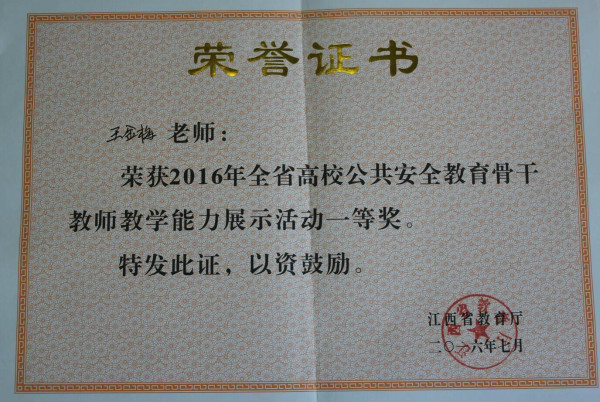 荣誉证书
王金梅 老师：
荣获2016年全省高校公共安全教育骨干
教师教学能力展示活动一等奖。
特发此证，以资鼓励。
江西省教育厅
二〇一六年七月